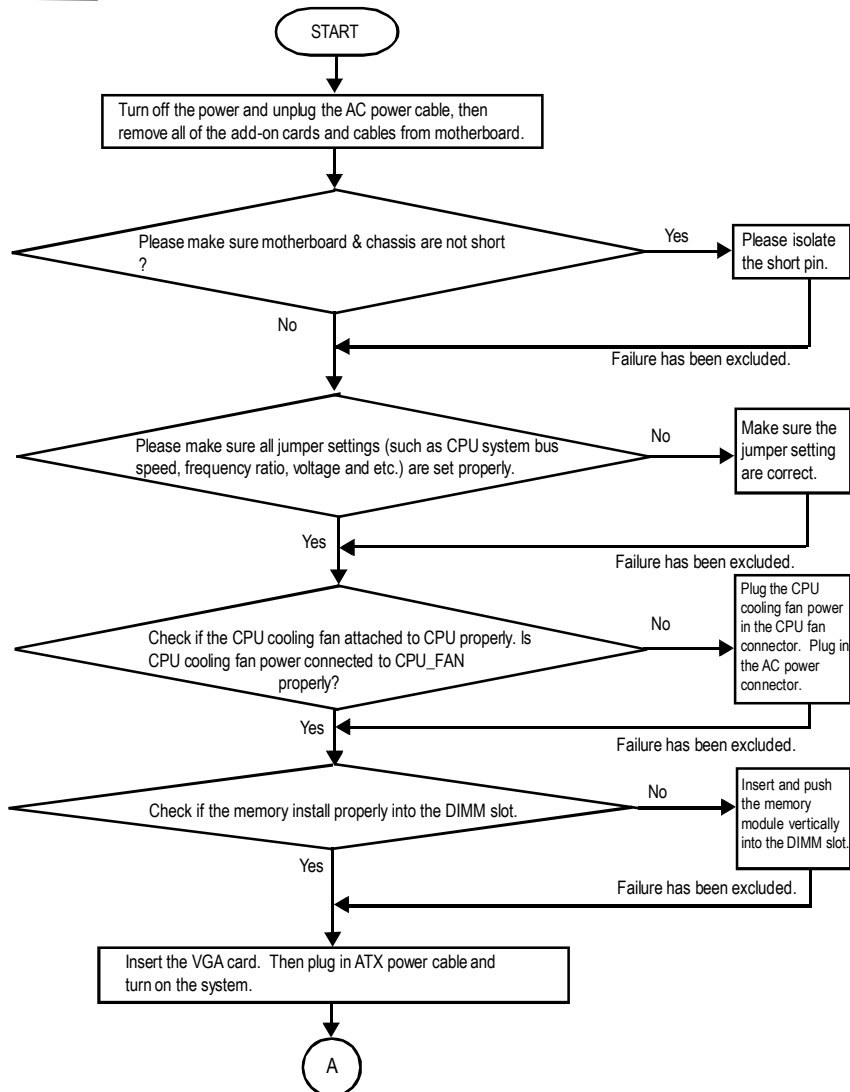 START
Turn off the power and unplug the AC power cable, then
remove all of the add-on cards and cables from motherboard.
Please make sure motherboard & chassis are not short
?
Yes
Please isolate
the short pin.
No
Failure has been excluded.
Please make sure all jumper settings (such as CPU system bus
speed, frequency ratio, voltage and etc.) are set properly.
No
Make sure the
jumper setting
are correct.
Yes
Failure has been excluded.
Check if the CPU cooling fan attached to CPU properly. Is
CPU cooling fan power connected to CPU_FAN
properly?
No
Plug the CPU
cooling fan power
in the CPU fan
connector. Plug in
the AC power
connector.
Yes
Failure has been excluded.
Check if the memory install properly into the DIMM slot.
No
Insert and push
the memory
module vertically
into the DIMM slot.
Yes
Failure has been excluded.
Insert the VGA card. Then plug in ATX power cable and
turn on the system.
A